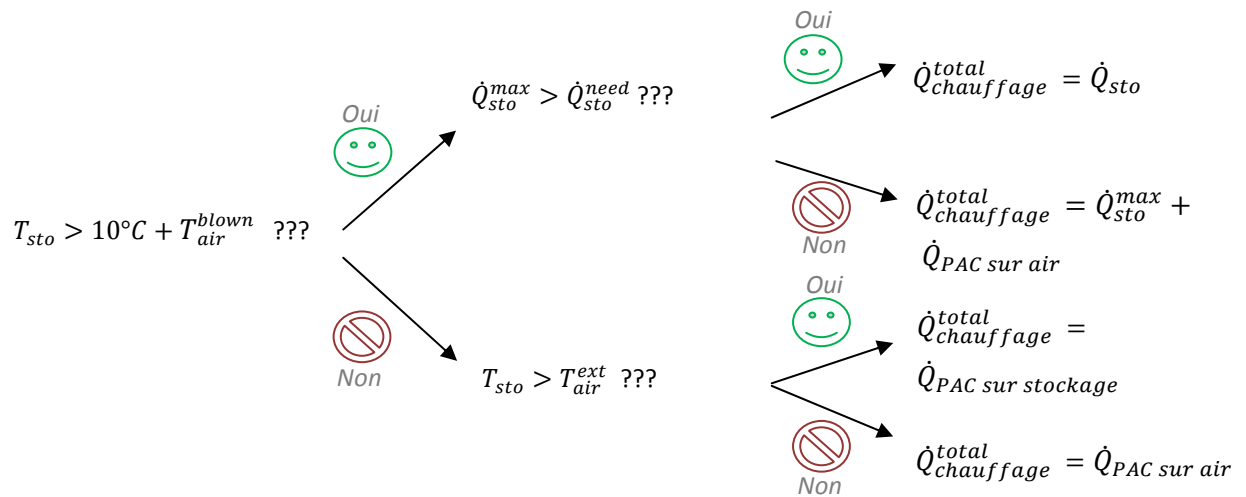 Oui
Q̇_sto^max > Q̇_sto^need ???
Q̇_chauffage^total = Q̇_sto
Oui
T_sto > 10°C + T_air^blown ???
Non
Q̇_chauffage^total = Q̇_sto^max +
Q̇_PAC sur air
Non
T_sto > T_air^ext ???
Oui
Q̇_chauffage^total =
Q̇_PAC sur stockage
Non
Q̇_chauffage^total = Q̇_PAC sur air